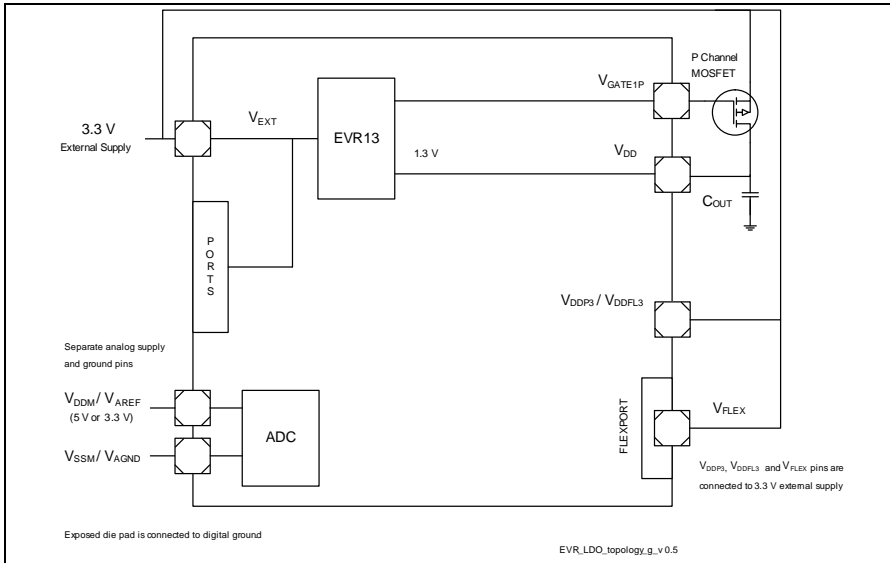 P Channel
MOSFET
VGATE1P
3.3 V
External Supply
VEXT
EVR13
1.3 V
VDD
COUT
PORTS
VDDP3 / VDDFL3
Separate analog supply
and ground pins
VDDM / VAREF
(5 V or 3.3 V)
ADC
VSSM / VAGND
FLEXPORT
VFLEX
VDDP3, VDDFL3 and VFLEX pins are
connected to 3.3 V external supply
Exposed die pad is connected to digital ground
EVR_LDO_topology_g_v 0.5